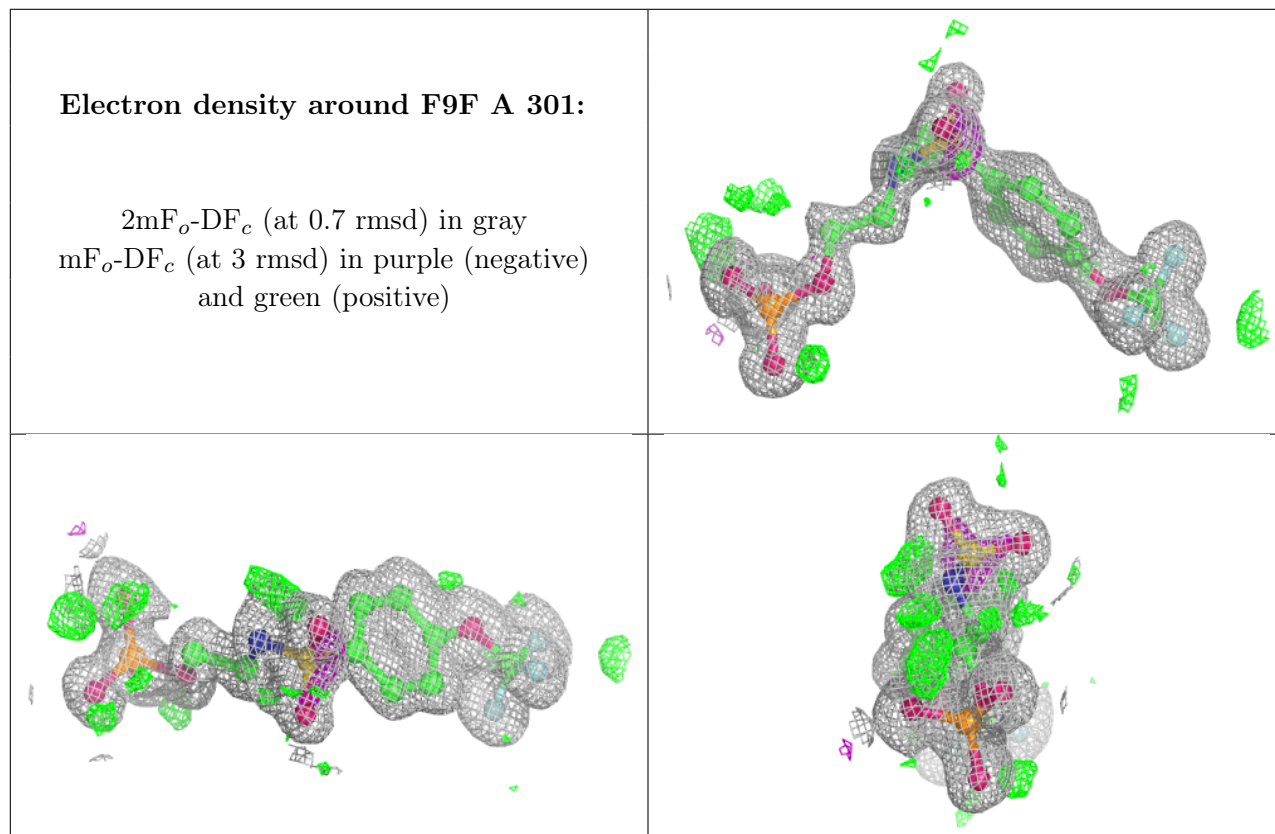 Electron density around F9F A 301:
2mFo-DFc (at 0.7 rmsd) in gray
mFo-DFc (at 3 rmsd) in purple (negative)
and green (positive)